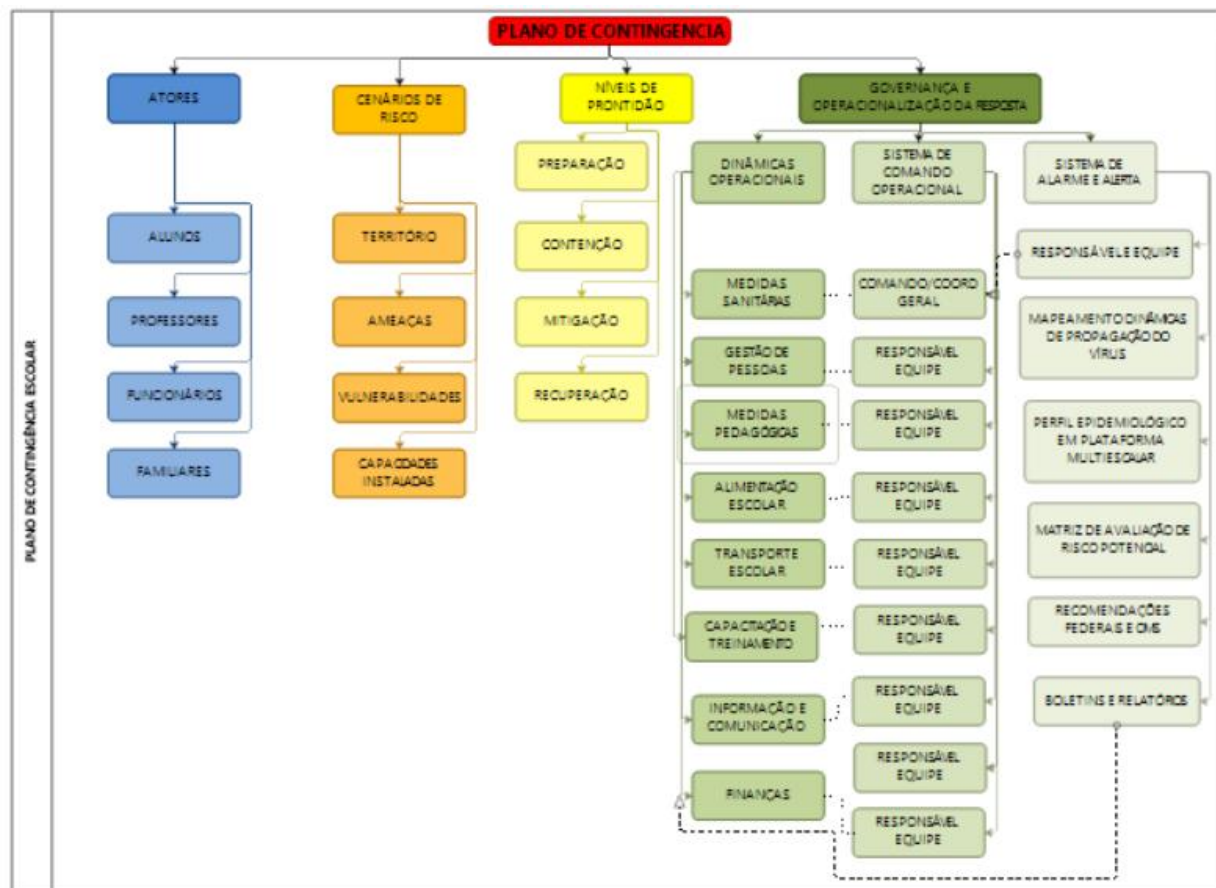 PLANO DE CONTINGÊNCIA ESCOLAR
PLANO DE CONTINGENCIA
ATORES
ALUNOS
PROFESSORES
FUNCIONÁRIOS
FAMILIARES
CENÁRIOS DE
RISCO
TERRITÓRIO
AMEAÇAS
VULNERABILIDADES
CAPACIDADES
INSTALADAS
NÍVEIS DE
PRONTIDÃO
PREPARAÇÃO
CONTENÇÃO
MITIGAÇÃO
RECUPERAÇÃO
GOVERNANÇA E
OPERACIONALIZAÇÃO DA RESPOSTA
DINÂMICAS
OPERACIONAIS
MEDIDAS
SANITÁRIAS
GESTÃO DE
PESSOAS
MEDIDAS
PEDAGÓGICAS
ALIMENTAÇÃO
ESCOLAR
TRANSPORTE
ESCOLAR
CAPACITAÇÃO E
TREINAMENTO
INFORMAÇÃO E
COMUNICAÇÃO
FINANÇAS
SISTEMA DE
COMANDO
OPERACIONAL
COMANDO/COORD
GERAL
RESPONSÁVEL
EQUIPE
RESPONSÁVEL
EQUIPE
RESPONSÁVEL
EQUIPE
RESPONSÁVEL
EQUIPE
RESPONSÁVEL
EQUIPE
RESPONSÁVEL
EQUIPE
RESPONSÁVEL
EQUIPE
RESPONSÁVEL
EQUIPE
SISTEMA DE
ALARME E ALERTA
RESPONSÁVEL E EQUIPE
MAPEAMENTO DINÂMICAS
DE PROPAGAÇÃO DO
VÍRUS
PERFIL EPIDEMIOLÓGICO
EM PLATAFORMA
MULTIESCALAR
MATRIZ DE AVALIAÇÃO DE
RISCO POTENCIAL
RECOMENDAÇÕES
FEDERAIS E OMS
BOLETINS E RELATÓRIOS